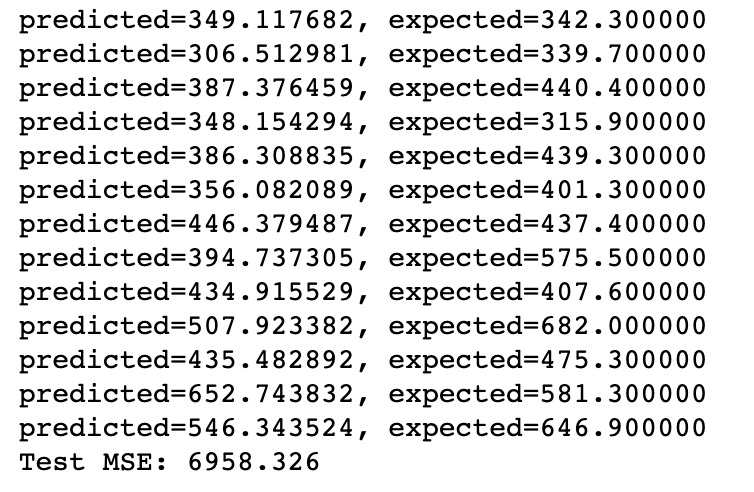 predicted=349.117682, expected=342.300000
predicted=306.512981, expected=339.700000
predicted=387.376459, expected=440.400000
predicted=348.154294, expected=315.900000
predicted=386.308835, expected=439.300000
predicted=356.082089, expected=401.300000
predicted=446.379487, expected=437.400000
predicted=394.737305, expected=575.500000
predicted=434.915529, expected=407.600000
predicted=507.923382, expected=682.000000
predicted=435.482892, expected=475.300000
predicted=652.743832, expected=581.300000
predicted=546.343524, expected=646.900000
Test MSE: 6958.326